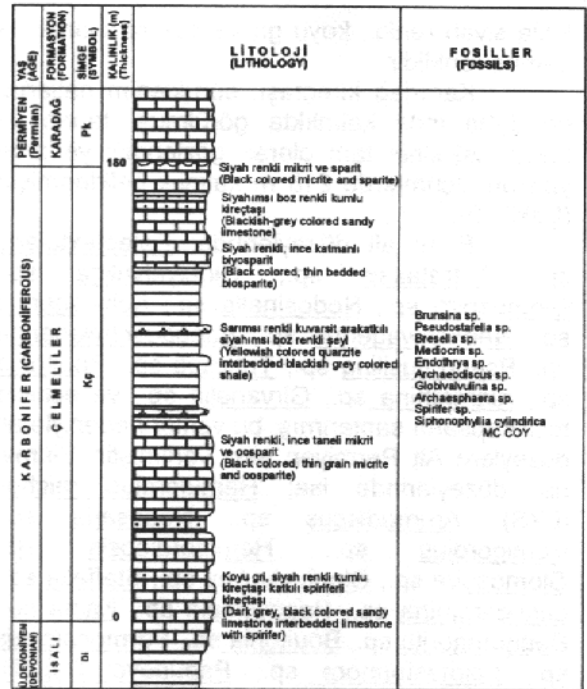 YAŞ
(AGE)
FORMASYON
(FORMATION)
SİMGE
(SYMBOL)
KALINLIK (m)
(Thickness)
LİTOLOJİ
(LITHOLOGY)
FOSİLLER
(FOSSILS)
PERMİYEN
(Permian)
KARADAĞ
Pk
150
Siyah renkli mikrit ve sparit
(Black colored micrite and sparite)
Siyahımsı boz renkli kumlu
kireçtaşı
(Blackish-grey colored sandy
limestone)
Siyah renkli, ince katmanlı
biyosparit
(Black colored, thin bedded
biosparite)
KARBONİFER (CARBONİFEROUS)
ÇELMELİLER
Kç
Sarımsı renkli kuvarsit arakatkılı
siyahımsı boz renkli şeyl
(Yellowish colored quarzite
interbedded blackish grey colored
shale)
Brunsina sp.
Pseudostafella sp.
Bresella sp.
Mediocris sp.
Endothyra sp.
Archaeodiscus sp.
Globivalvulina sp.
Archaesphaera sp.
Spirifer sp.
Siphonophyllia cylindirica
MC COY
Siyah renkli, ince taneli mikrit
ve oosparit
(Black colored, thin grain micrite
and oosparite)
Koyu gri, siyah renkli kumlu
kireçtaşı katkılı spiriferli
kireçtaşı
(Dark grey, black colored sandy
limestone interbedded limestone
with spirifer)
0
Ü.DEVONİYEN
(DEVONIAN)
ISALI
Di